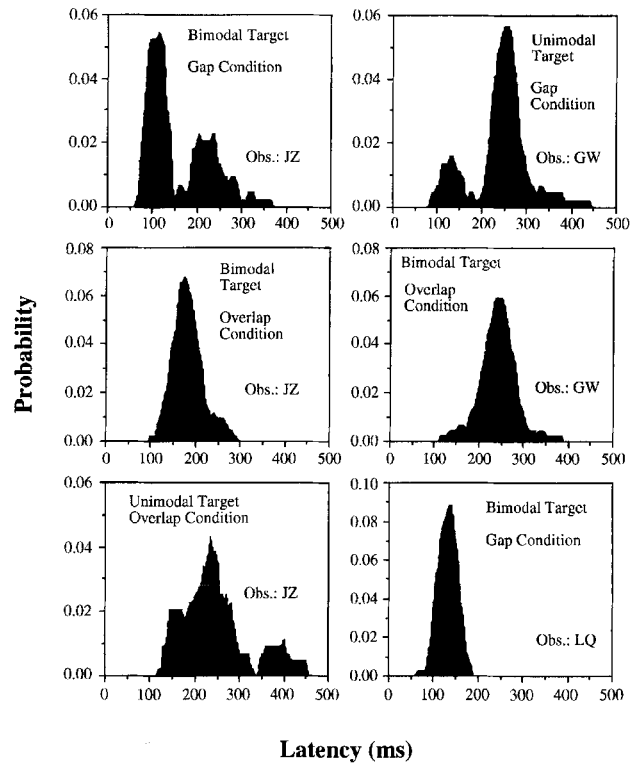 0.06
0.04
0.02
0.00
Bimodal Target
Gap Condition
Obs.: JZ
0 100 200 300 400 500
0.06
0.04
0.02
0.00
Unimodal
Target
Gap
Condition
Obs.: GW
0 100 200 300 400 500
Probability
0.08
0.06
0.04
0.02
0.00
Bimodal
Target
Overlap
Condition
Obs.: JZ
0 100 200 300 400 500
0.08
0.06
0.04
0.02
0.00
Bimodal Target
Overlap
Condition
Obs.: GW
0 100 200 300 400 500
0.06
0.04
0.02
0.00
Unimodal Target
Overlap Condition
Obs.: JZ
0 100 200 300 400 500
0.10
0.08
0.06
0.04
0.02
0.00
Bimodal Target
Gap Condition
Obs.: LQ
0 100 200 300 400 500
Latency (ms)